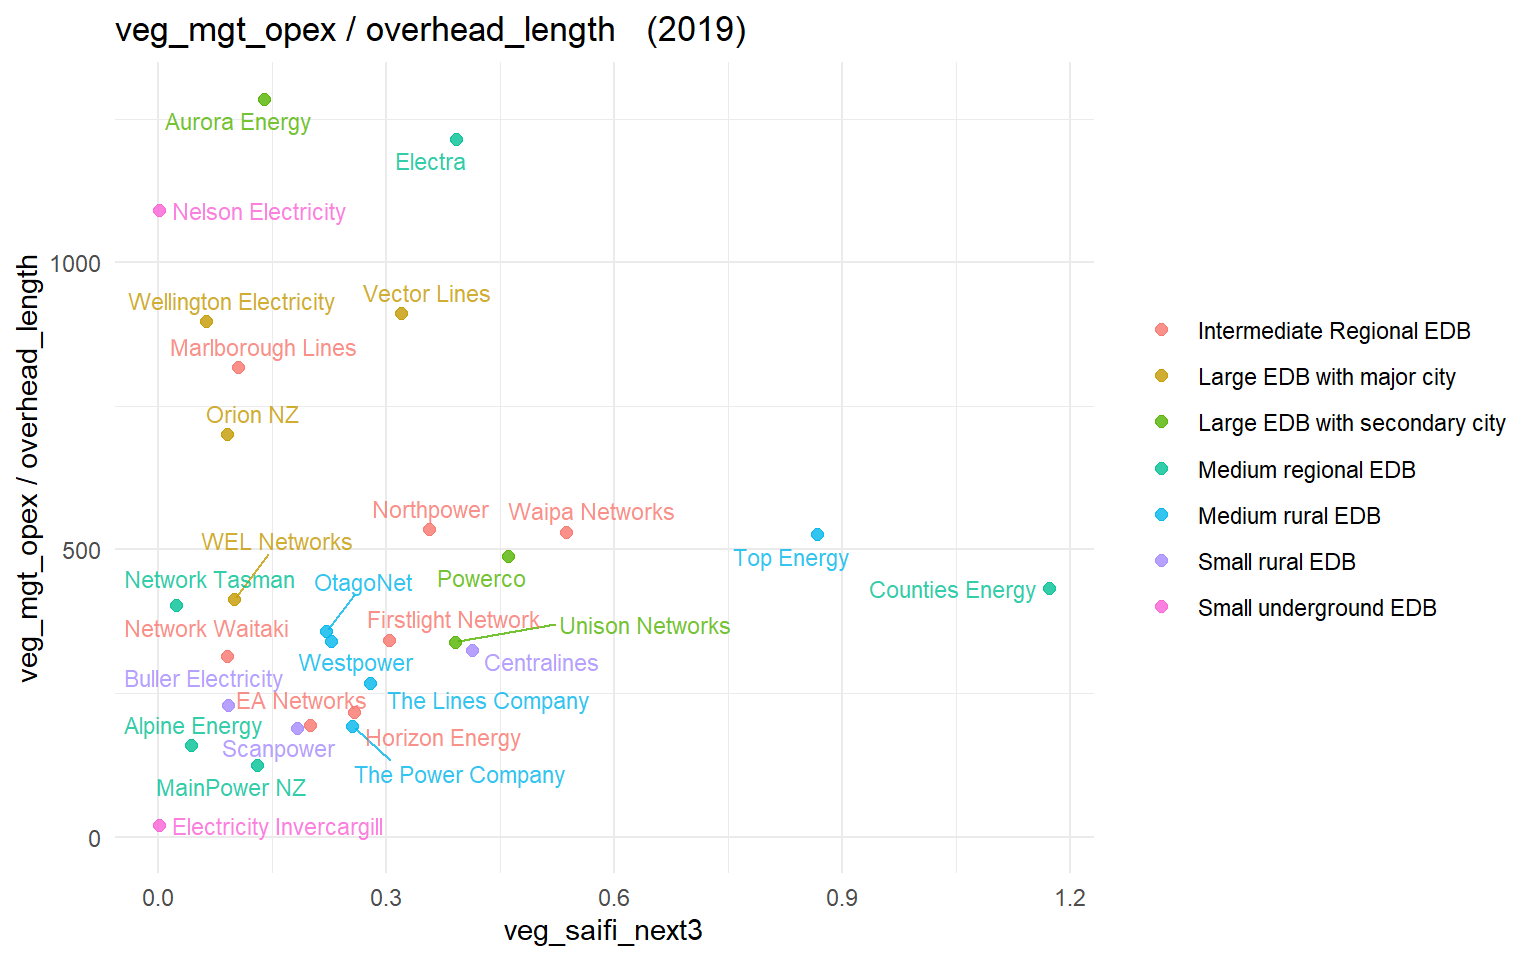 veg_mgt_opex / overhead_length (2019)
Aurora Energy
Electra
Nelson Electricity
1000
Wellington Electricity
Vector Lines
Marlborough Lines
Orion NZ
Northpower
Waipa Networks
WEL Networks
500
Top Energy
Network Tasman
OtagoNet
Powerco
Counties Energy
Firstlight Network
Network Waitaki
Unison Networks
Westpower
Centralines
Buller Electricity
EA Networks
The Lines Company
Alpine Energy
Horizon Energy
Scanpower
The Power Company
MainPower NZ
Electricity Invercargill
0
0.0
0.3
0.6
0.9
1.2
veg_saifi_next3
veg_mgt_opex / overhead_length
Intermediate Regional EDB
Large EDB with major city
Large EDB with secondary city
Medium regional EDB
Medium rural EDB
Small rural EDB
Small underground EDB